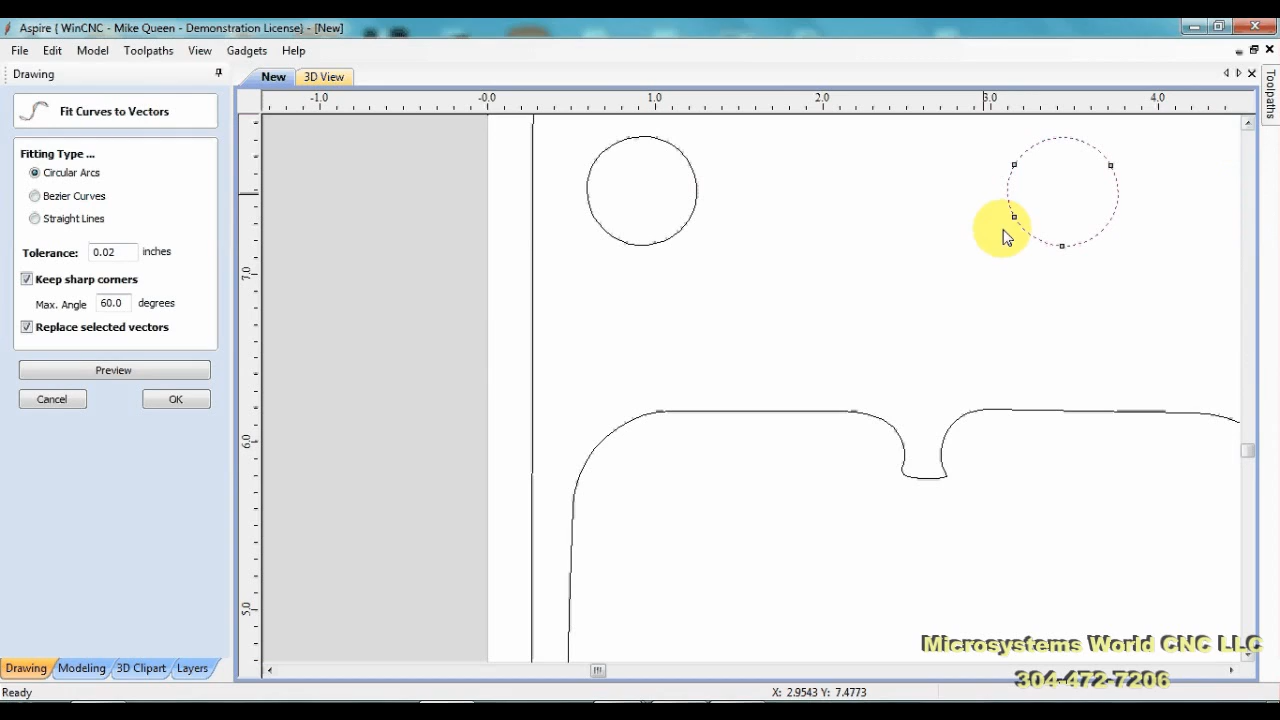 Aspire { WinCNC - Mike Queen - Demonstration License} - [New]
File Edit Model Toolpaths View Gadgets Help
Drawing
New 3D View
Toolpaths
Fit Curves to Vectors
-1.0 -0.0 1.0 2.0 3.0 4.0
Fitting Type ...
Circular Arcs
Bezier Curves
Straight Lines
Tolerance: 0.02 inches
Keep sharp corners
Max. Angle 60.0 degrees
Replace selected vectors
Preview
Cancel OK
7.0
6.0
5.0
Drawing Modeling 3D Clipart Layers
Ready
X: 2.9543 Y: 7.4773
Microsystems World CNC LLC
304-472-7206